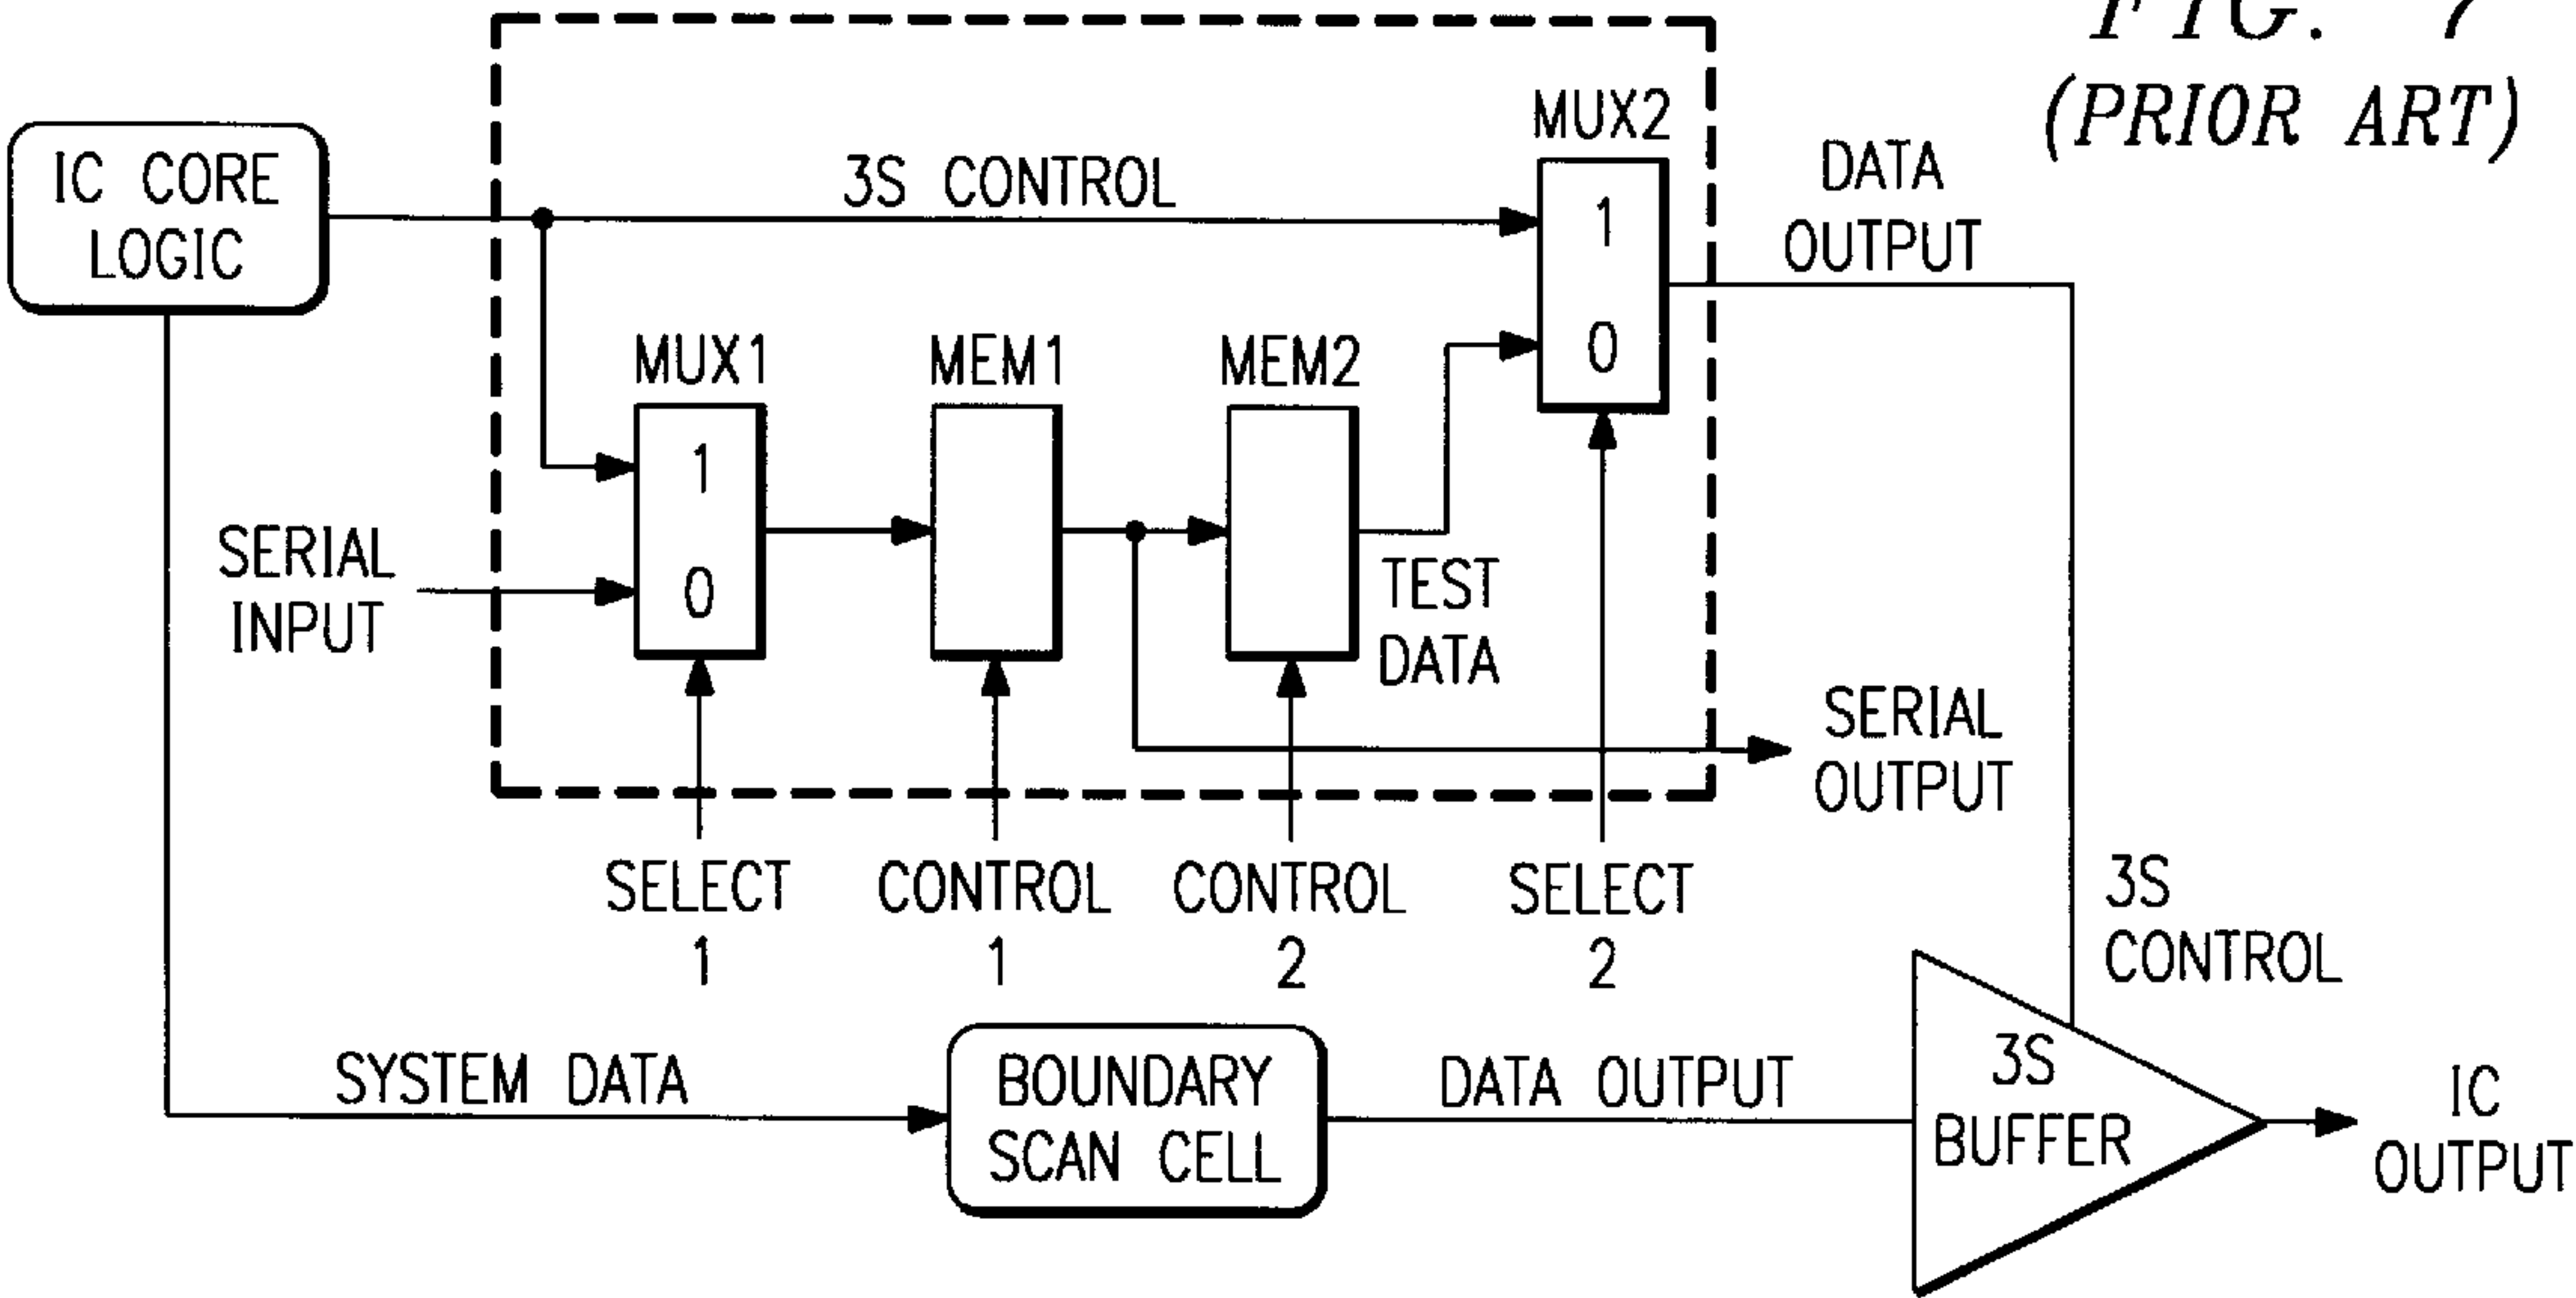 FIG. 7
(PRIOR ART)
MUX2
DATA
OUTPUT
IC CORE
LOGIC
3S CONTROL
1
0
MUX1
MEM1
MEM2
1
0
SERIAL
INPUT
TEST
DATA
SERIAL
OUTPUT
SELECT
1
CONTROL
1
CONTROL
2
SELECT
2
3S
CONTROL
SYSTEM DATA
BOUNDARY
SCAN CELL
DATA OUTPUT
3S
BUFFER
IC
OUTPUT